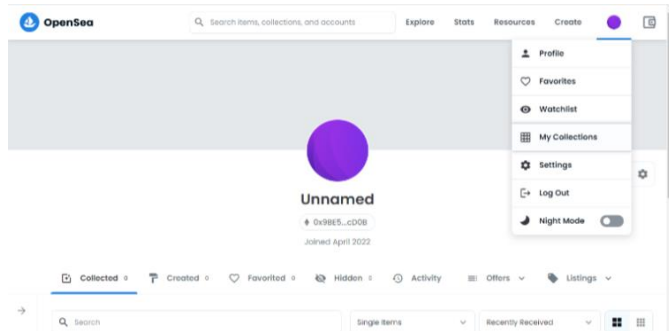 OpenSea
Search items, collections, and accounts
Explore Stats Resources Create
Profile
Favorites
Watchlist
My Collections
Settings
Log Out
Night Mode
Unnamed
0x9BE5...cD0B
Joined April 2022
Collected 0 Created 0 Favorited 0 Hidden 0 Activity Offers Listings
Search
Single Items
Recently Received